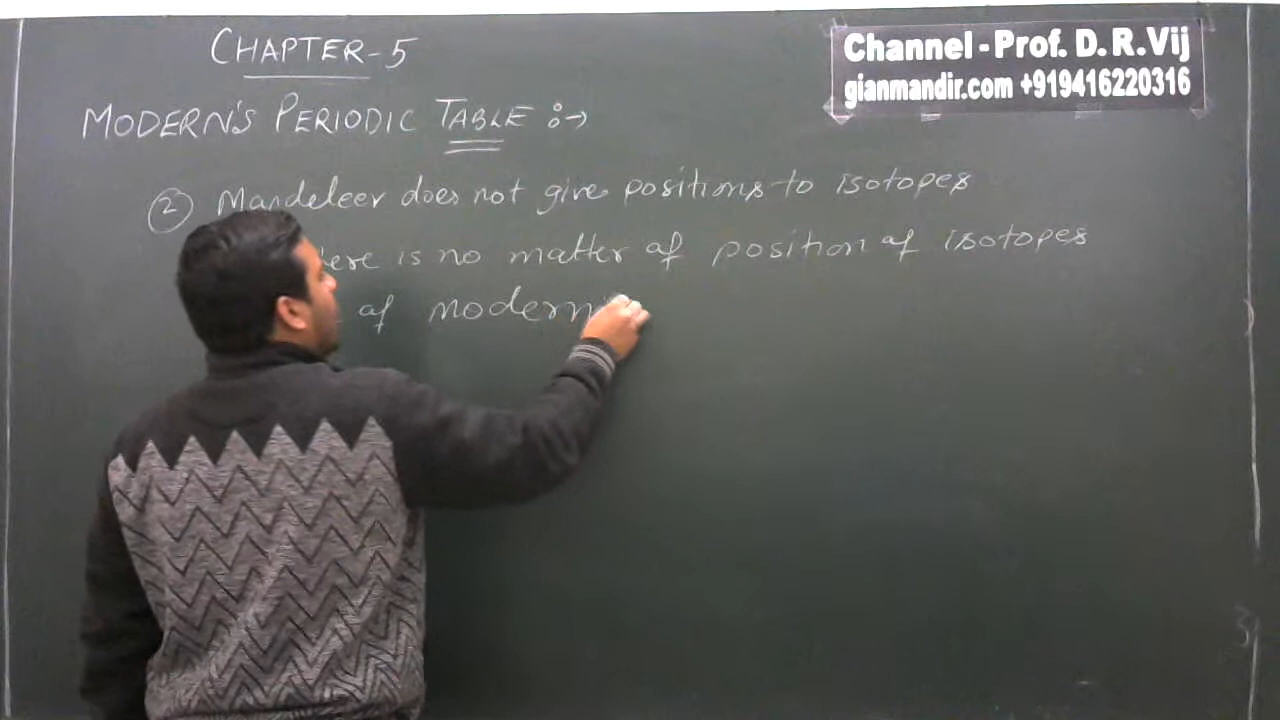 CHAPTER-5
Channel - Prof. D. R. Vij
gianmandir.com +919416220316
MODERN'S PERIODIC TABLE :→
② Mandeleer does not give positions to isotopes
is no matter of position of isotopes
of modern